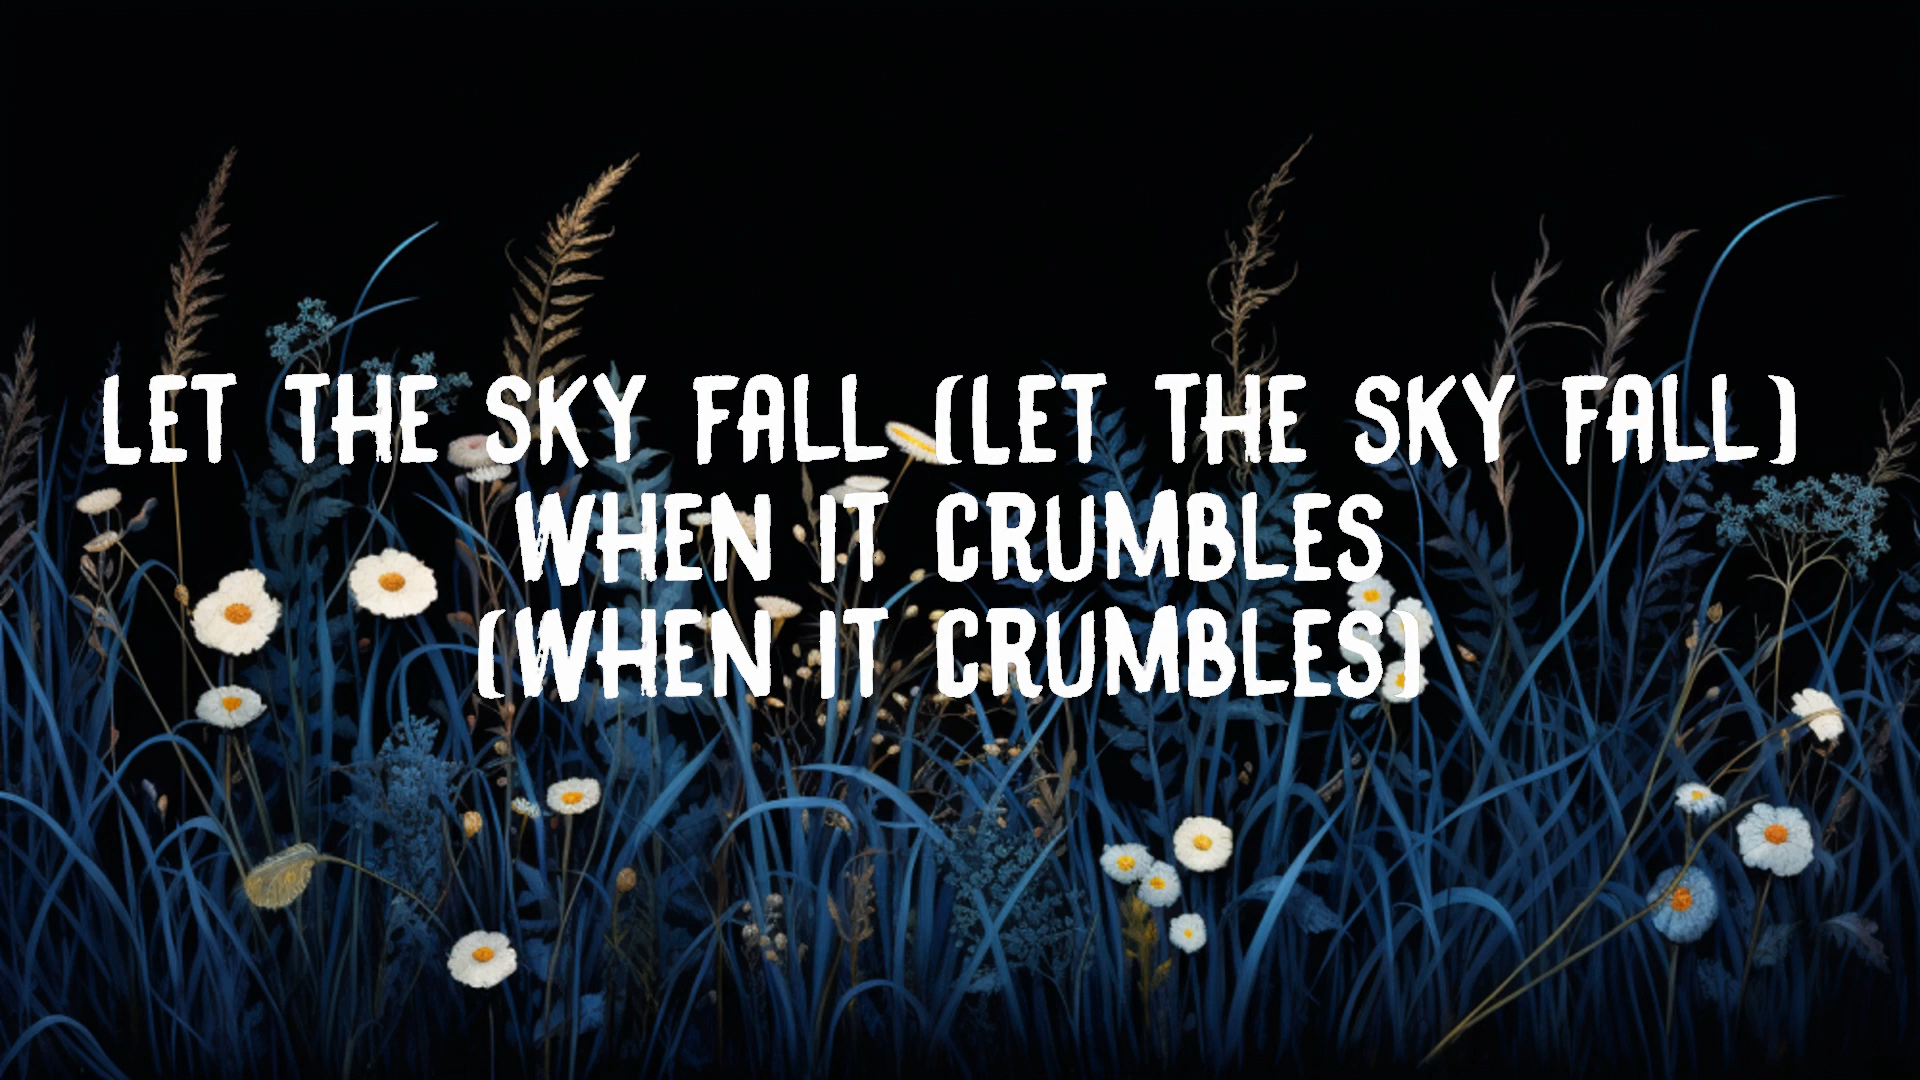 LET THE SKY FALL (LET THE SKY FALL)
WHEN IT CRUMBLES
(WHEN IT CRUMBLES)